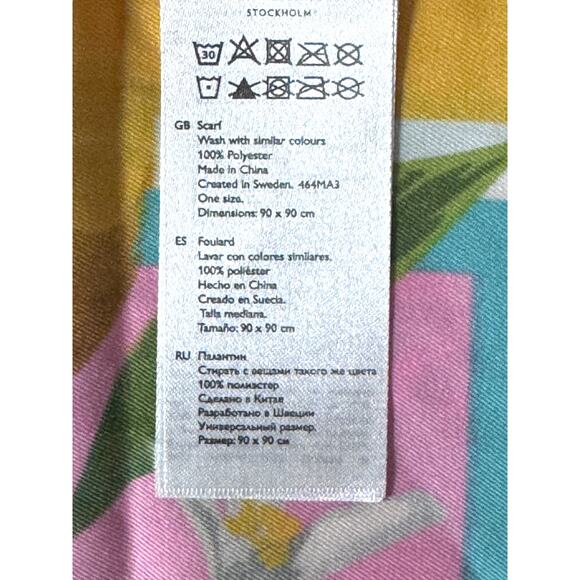 STOCKHOLM
30
GB Scarf
Wash with similar colours
100% Polyester
Made in China
Created in Sweden. 464MA3
One size.
Dimensions: 90 x 90 cm
ES Foulard
Lavar con colores similares.
100% poliéster
Hecho en China
Creado en Suecia.
Talla mediana.
Tamaño: 90 x 90 cm
RU Палантин
Стирать с вещами такого же цвета
100% полиэстер
Сделано в Китае
Разработано в Швеции
Универсальный размер.
Размер: 90 x 90 см